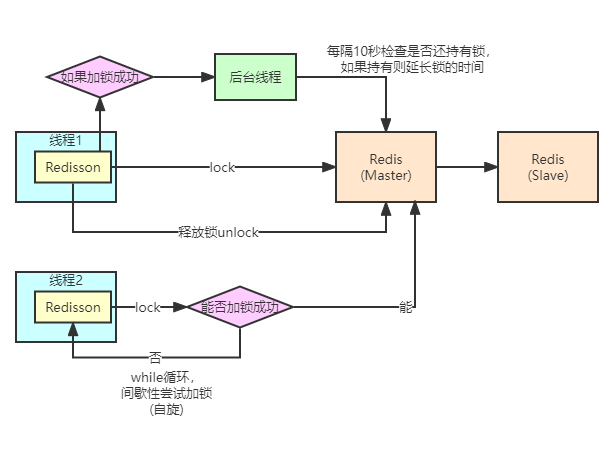 每隔10秒检查是否还持有锁，
如果持有则延长锁的时间
如果加锁成功
后台线程
线程1
Redisson
lock
Redis
(Master)
Redis
(Slave)
释放锁unlock
线程2
Redisson
lock
能否加锁成功
能
否
while循环，
间歇性尝试加锁
(自旋)